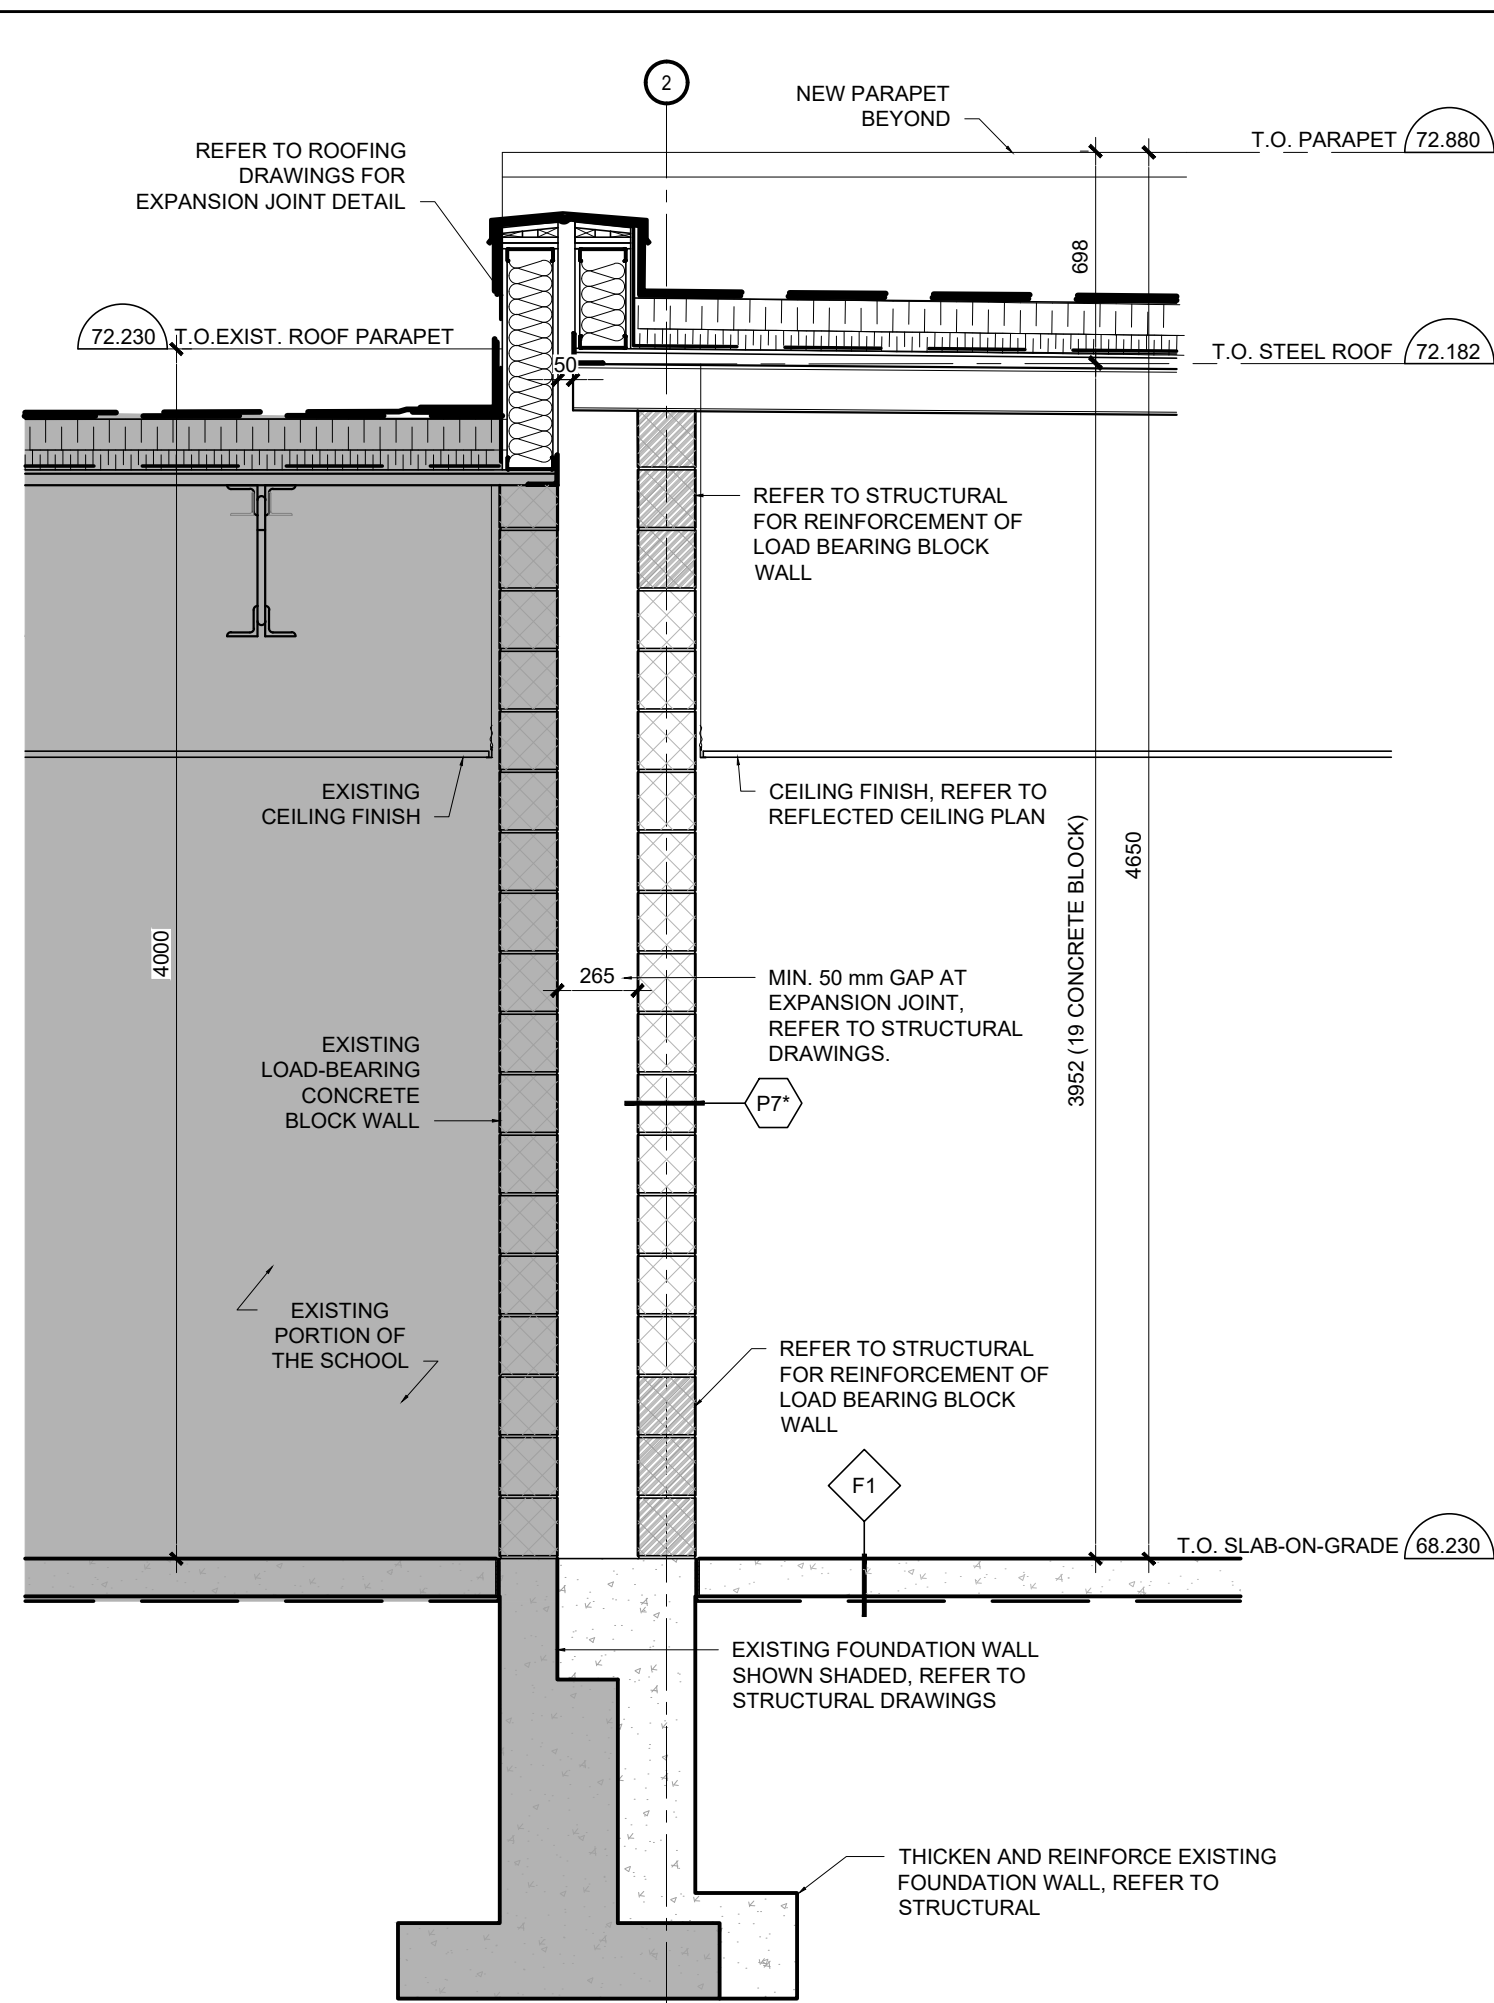 2
NEW PARAPET
BEYOND
T.O. PARAPET 72.880
REFER TO ROOFING
DRAWINGS FOR
EXPANSION JOINT DETAIL
698
72.230 T.O.EXIST. ROOF PARAPET
T.O. STEEL ROOF 72.182
50
REFER TO STRUCTURAL
FOR REINFORCEMENT OF
LOAD BEARING BLOCK
WALL
EXISTING
CEILING FINISH
CEILING FINISH, REFER TO
REFLECTED CEILING PLAN
3952 (19 CONCRETE BLOCK)
4650
4000
265
MIN. 50 mm GAP AT
EXPANSION JOINT,
REFER TO STRUCTURAL
DRAWINGS.
EXISTING
LOAD-BEARING
CONCRETE
BLOCK WALL
P7*
EXISTING
PORTION OF
THE SCHOOL
REFER TO STRUCTURAL
FOR REINFORCEMENT OF
LOAD BEARING BLOCK
WALL
F1
T.O. SLAB-ON-GRADE 68.230
EXISTING FOUNDATION WALL
SHOWN SHADED, REFER TO
STRUCTURAL DRAWINGS
THICKEN AND REINFORCE EXISTING
FOUNDATION WALL, REFER TO
STRUCTURAL